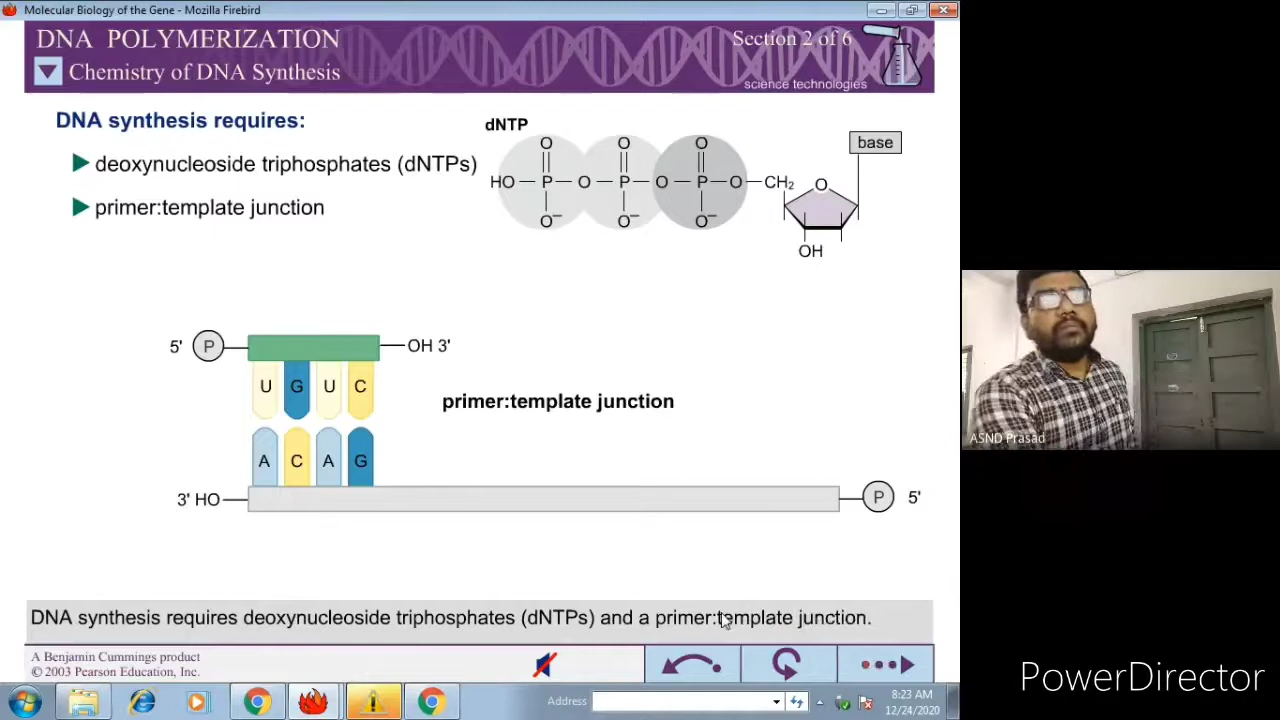 Molecular Biology of the Gene - Mozilla Firebird
DNA POLYMERIZATION
Section 2 of 6
Chemistry of DNA Synthesis
science technologies
DNA synthesis requires:
deoxynucleoside triphosphates (dNTPs)
primer:template junction
dNTP
base
O O O
HO P O P O P O CH₂ O
O⁻ O⁻ O⁻
OH
5' P OH 3'
U G U C
primer:template junction
A C A G
3' HO P 5'
ASND Prasad
DNA synthesis requires deoxynucleoside triphosphates (dNTPs) and a primer:template junction.
A Benjamin Cummings product
© 2003 Pearson Education, Inc.
PowerDirector
Address
8:23 AM
12/24/2020